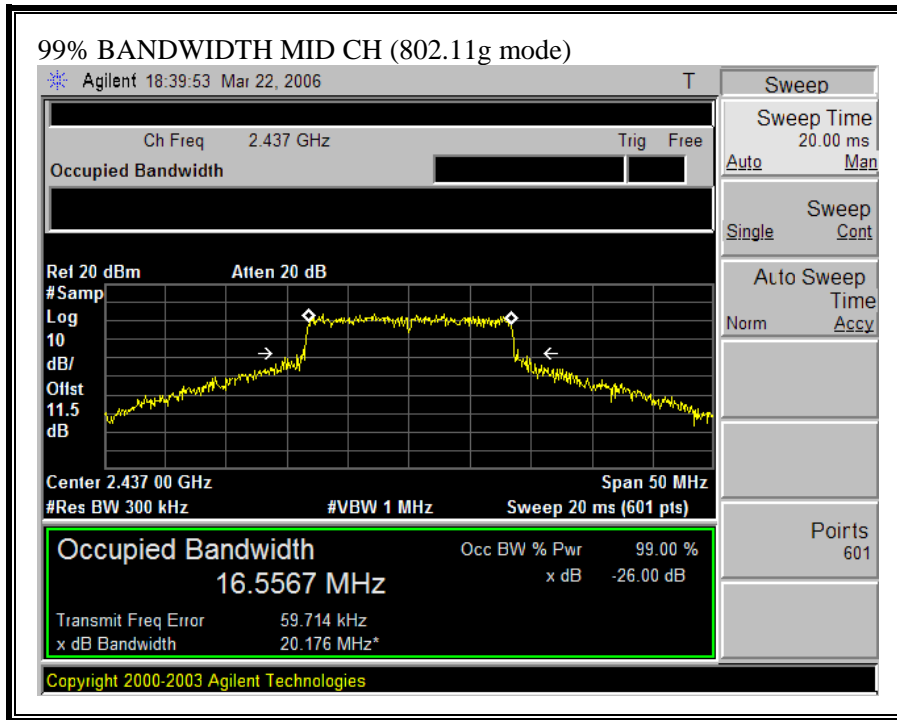 99% BANDWIDTH MID CH (802.11g mode)
Agilent 18:39:53 Mar 22, 2006 T
Sweep
Ch Freq 2.437 GHz Trig Free
Occupied Bandwidth
Sweep Time
20.00 ms
Auto Man
Sweep
Single Cont
Auto Sweep
Time
Norm Accy
Points
601
Ref 20 dBm Atten 20 dB
#Samp
Log
10
dB/
Offst
11.5
dB
Center 2.437 00 GHz Span 50 MHz
#Res BW 300 kHz #VBW 1 MHz Sweep 20 ms (601 pts)
Occupied Bandwidth
16.5567 MHz
Occ BW % Pwr 99.00 %
x dB -26.00 dB
Transmit Freq Error 59.714 kHz
x dB Bandwidth 20.176 MHz*
Copyright 2000-2003 Agilent Technologies